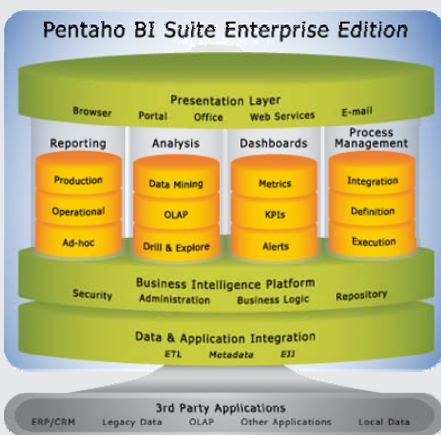 Pentaho BI Suite Enterprise Edition
Presentation Layer
Browser Portal Office Web Services E-mail
Reporting Analysis Dashboards Process Management
Production Data Mining Metrics Integration
Operational OLAP KPIs Definition
Ad-hoc Drill & Explore Alerts Execution
Business Intelligence Platform
Security Administration Business Logic Repository
Data & Application Integration
ETL Metadata EII
3rd Party Applications
ERP/CRM Legacy Data OLAP Other Applications Local Data